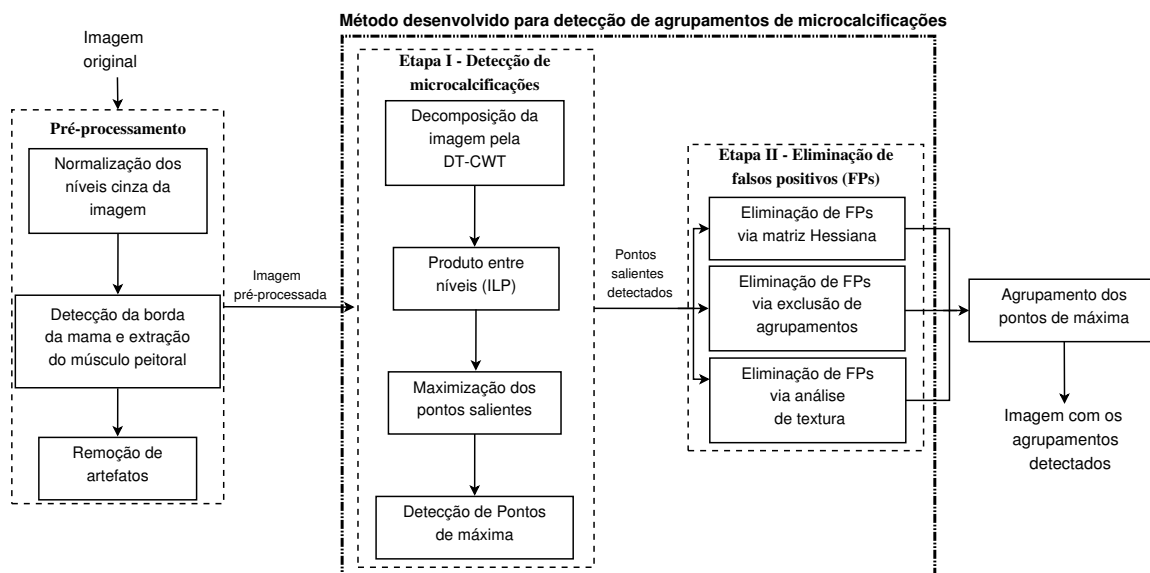 Método desenvolvido para detecção de agrupamentos de microcalcificações
Imagem
original
Pré-processamento
Normalização dos
níveis cinza da
imagem
Detecção da borda
da mama e extração
do músculo peitoral
Remoção de
artefatos
Imagem
pré-processada
Etapa I - Detecção de
microcalcificações
Decomposição da
imagem pela
DT-CWT
Produto entre
níveis (ILP)
Maximização dos
pontos salientes
Detecção de Pontos
de máxima
Pontos
salientes
detectados
Etapa II - Eliminação de
falsos positivos (FPs)
Eliminação de FPs
via matriz Hessiana
Eliminação de FPs
via exclusão de
agrupamentos
Eliminação de FPs
via análise
de textura
Agrupamento dos
pontos de máxima
Imagem com os
agrupamentos
detectados